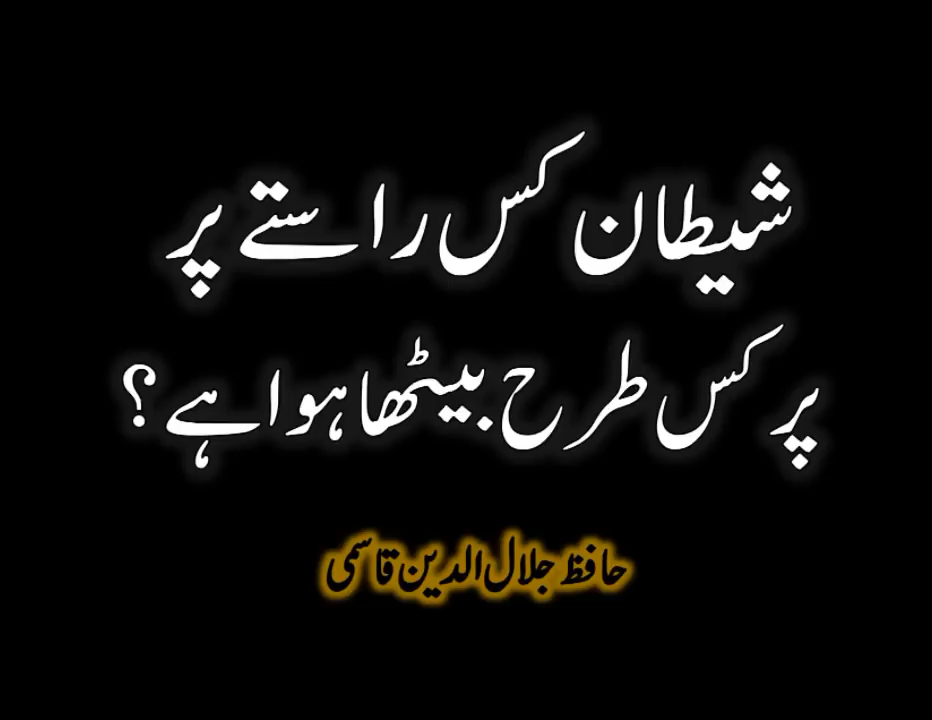 شیطان کس راستے پر
پر کس طرح بیٹھا ہوا ہے ؟
حافظ جلال الدین قاسمی